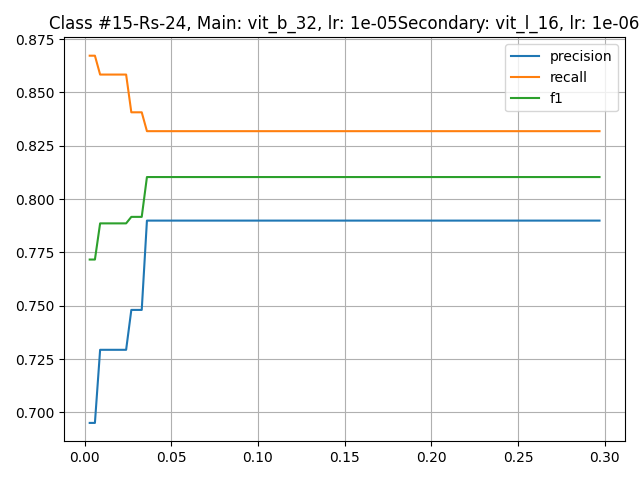 Class #15-Rs-24, Main: vit_b_32, lr: 1e-05Secondary: vit_l_16, lr: 1e-06
0.875
0.850
0.825
0.800
0.775
0.750
0.725
0.700
precision
recall
f1
0.00 0.05 0.10 0.15 0.20 0.25 0.30